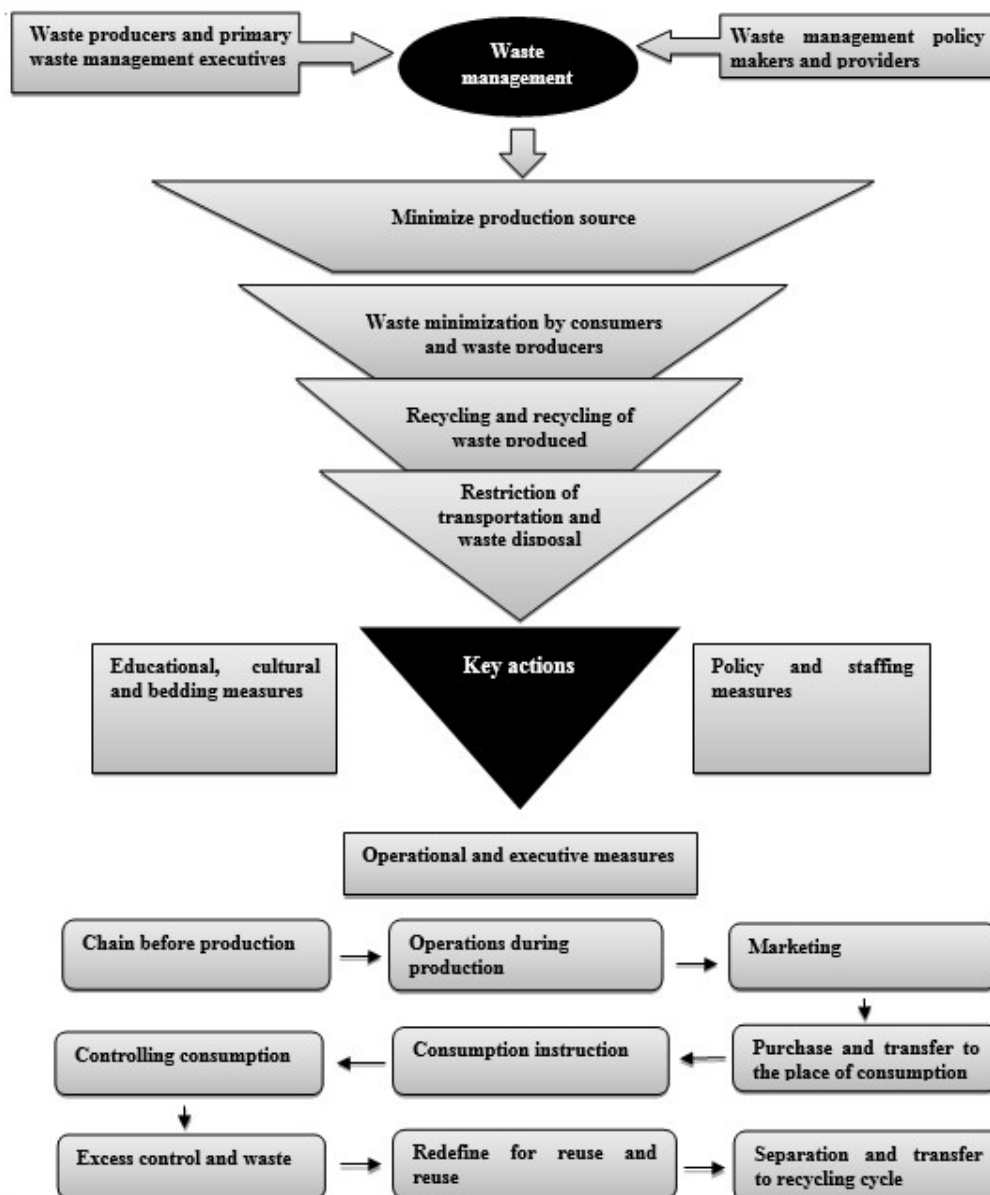 Waste producers and primary
waste management executives
Waste
management
Waste management policy
makers and providers
Minimize production source
Waste minimization by consumers
and waste producers
Recycling and recycling of
waste produced
Restriction of
transportation and
waste disposal
Educational, cultural
and bedding measures
Key actions
Policy and staffing
measures
Operational and executive measures
Chain before production
Operations during
production
Marketing
Controlling consumption
Consumption instruction
Purchase and transfer to
the place of consumption
Excess control and waste
Redefine for reuse and
reuse
Separation and transfer
to recycling cycle